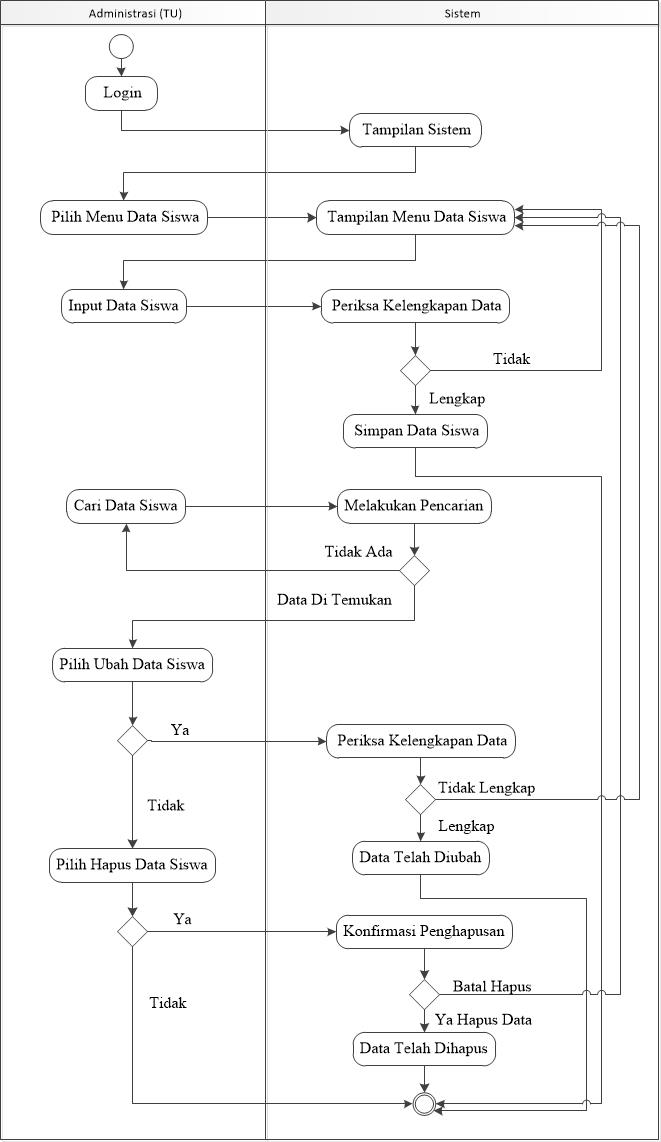 Administrasi (TU)
Sistem
Login
Tampilan Sistem
Pilih Menu Data Siswa
Tampilan Menu Data Siswa
Input Data Siswa
Periksa Kelengkapan Data
Tidak
Lengkap
Simpan Data Siswa
Cari Data Siswa
Melakukan Pencarian
Tidak Ada
Data Di Temukan
Pilih Ubah Data Siswa
Ya
Periksa Kelengkapan Data
Tidak Lengkap
Tidak
Lengkap
Pilih Hapus Data Siswa
Data Telah Diubah
Ya
Konfirmasi Penghapusan
Batal Hapus
Tidak
Ya Hapus Data
Data Telah Dihapus